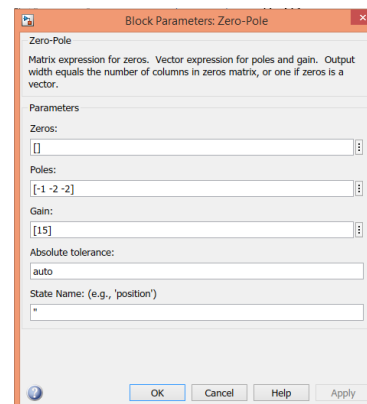 Block Parameters: Zero-Pole
Zero-Pole
Matrix expression for zeros. Vector expression for poles and gain. Output
width equals the number of columns in zeros matrix, or one if zeros is a
vector.
Parameters
Zeros:
[]
Poles:
[-1 -2 -2]
Gain:
[15]
Absolute tolerance:
auto
State Name: (e.g., 'position')
''
OK Cancel Help Apply